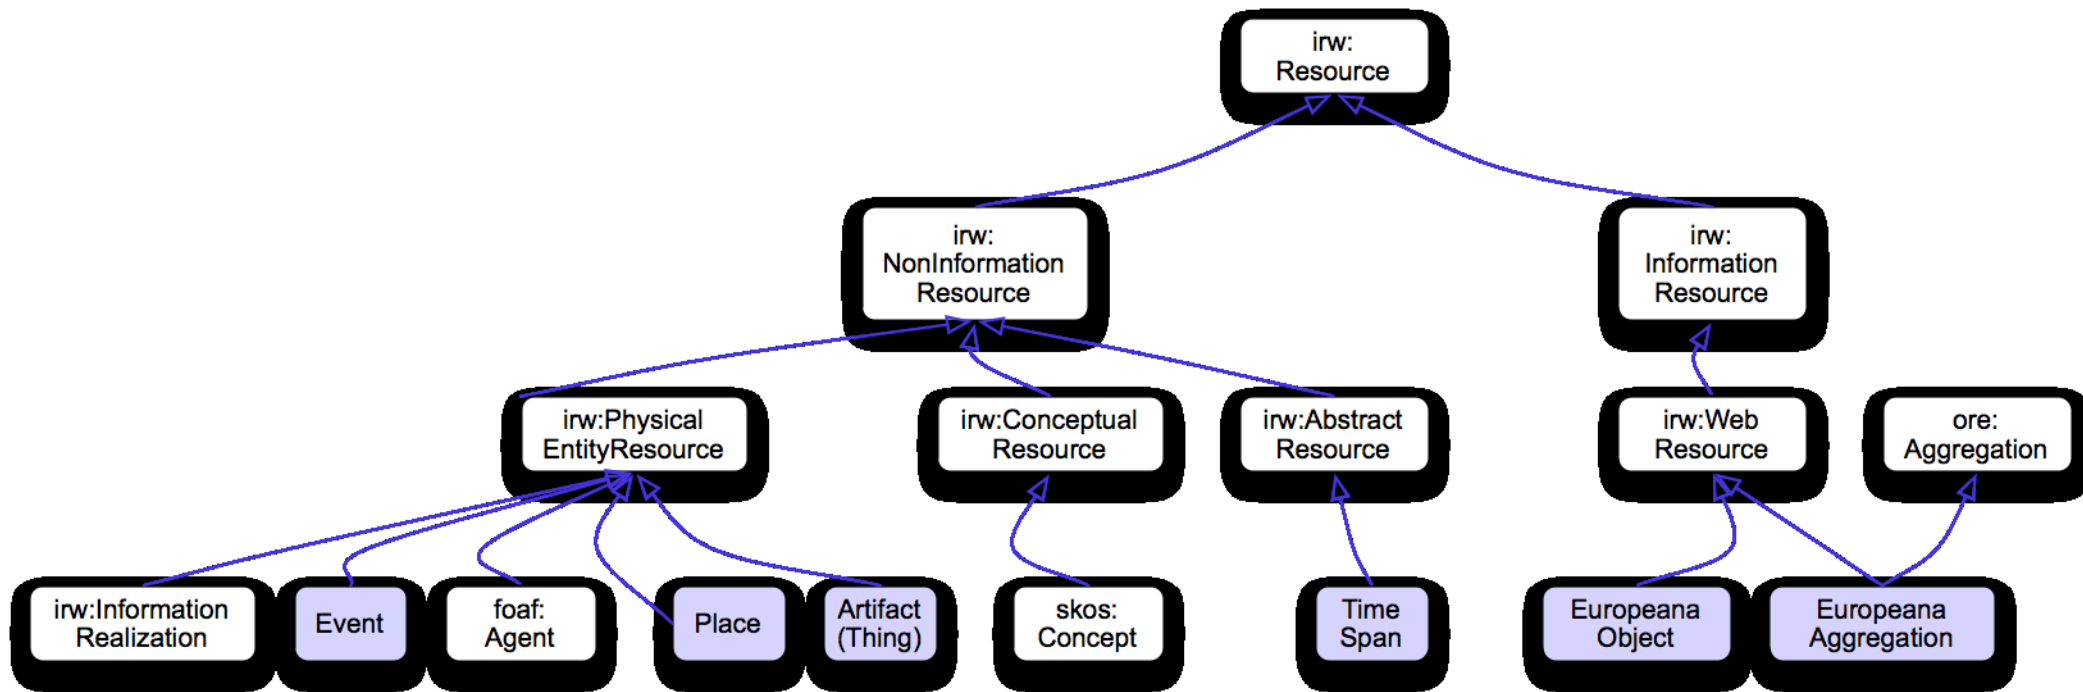 irw:
Resource
irw:
NonInformation
Resource
irw:
Information
Resource
irw:Physical
EntityResource
irw:Conceptual
Resource
irw:Abstract
Resource
irw:Web
Resource
ore:
Aggregation
irw:Information
Realization
Event
foaf:
Agent
Place
Artifact
(Thing)
skos:
Concept
Time
Span
Europeana
Object
Europeana
Aggregation